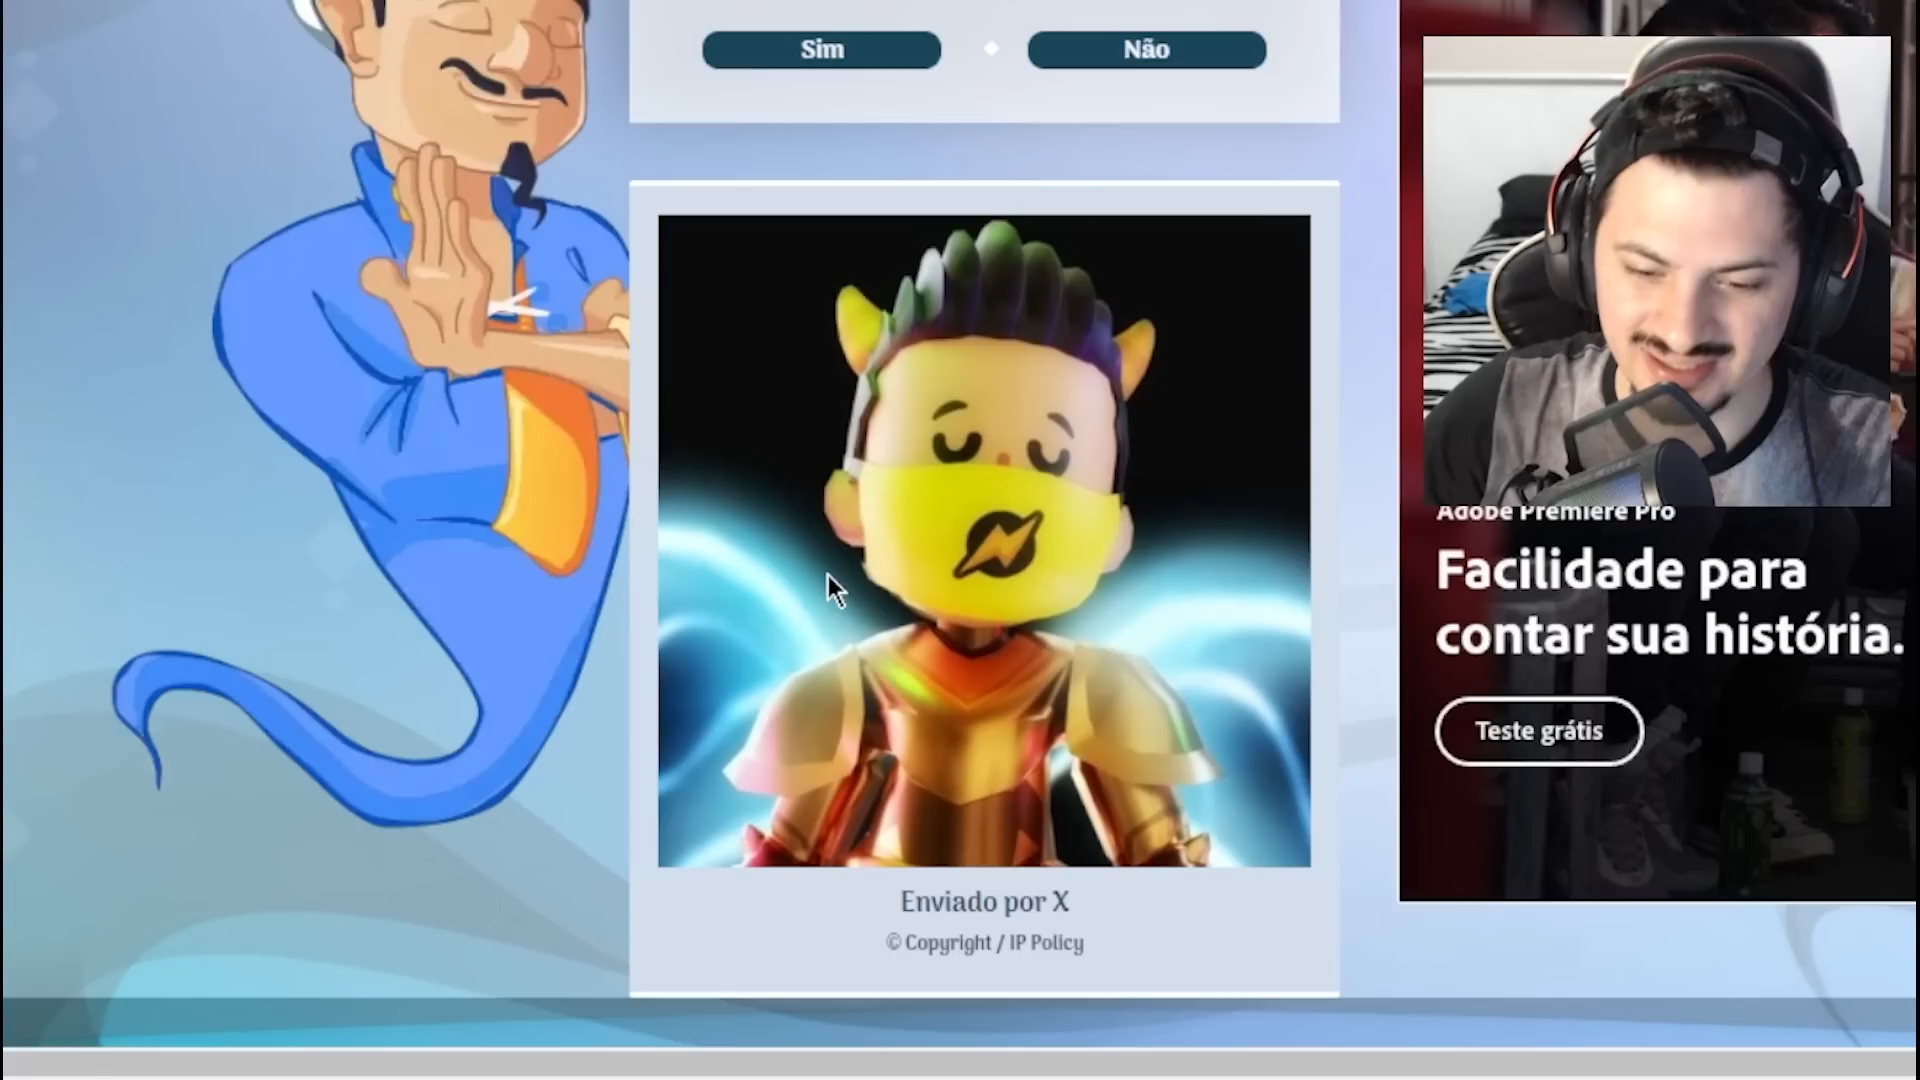 Sim
Não
Enviado por X
© Copyright / IP Policy
Adobe Premiere Pro
Facilidade para
contar sua história.
Teste grátis